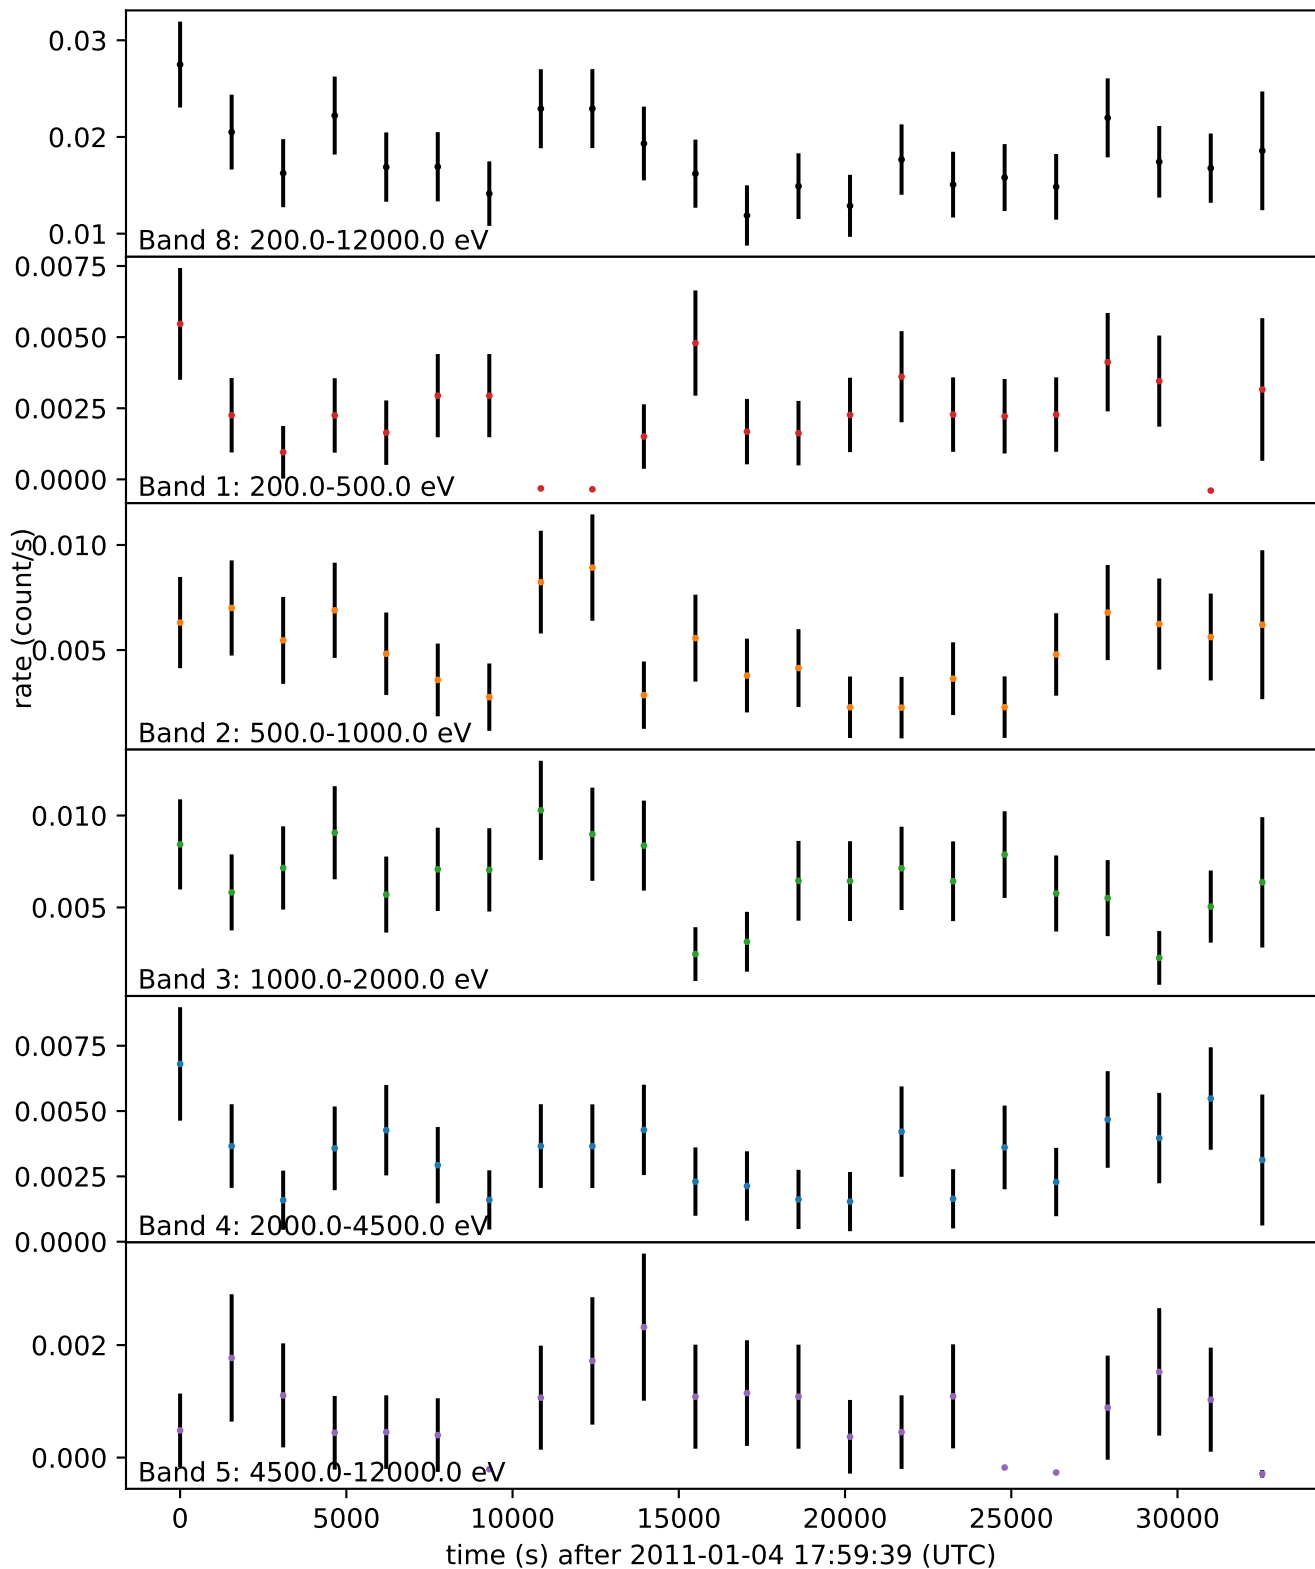 0.03
0.02
0.01
Band 8: 200.0-12000.0 eV
0.0075
0.0050
0.0025
0.0000
Band 1: 200.0-500.0 eV
rate (count/s)
0.010
0.005
Band 2: 500.0-1000.0 eV
0.010
0.005
Band 3: 1000.0-2000.0 eV
0.0075
0.0050
0.0025
0.0000
Band 4: 2000.0-4500.0 eV
0.002
0.000
Band 5: 4500.0-12000.0 eV
0 5000 10000 15000 20000 25000 30000
time (s) after 2011-01-04 17:59:39 (UTC)